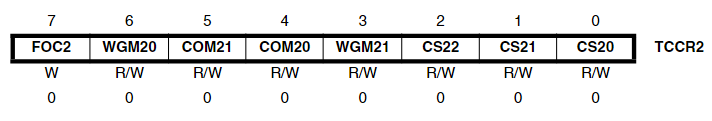 7 6 5 4 3 2 1 0
FOC2 WGM20 COM21 COM20 WGM21 CS22 CS21 CS20 TCCR2
W R/W R/W R/W R/W R/W R/W R/W
0 0 0 0 0 0 0 0